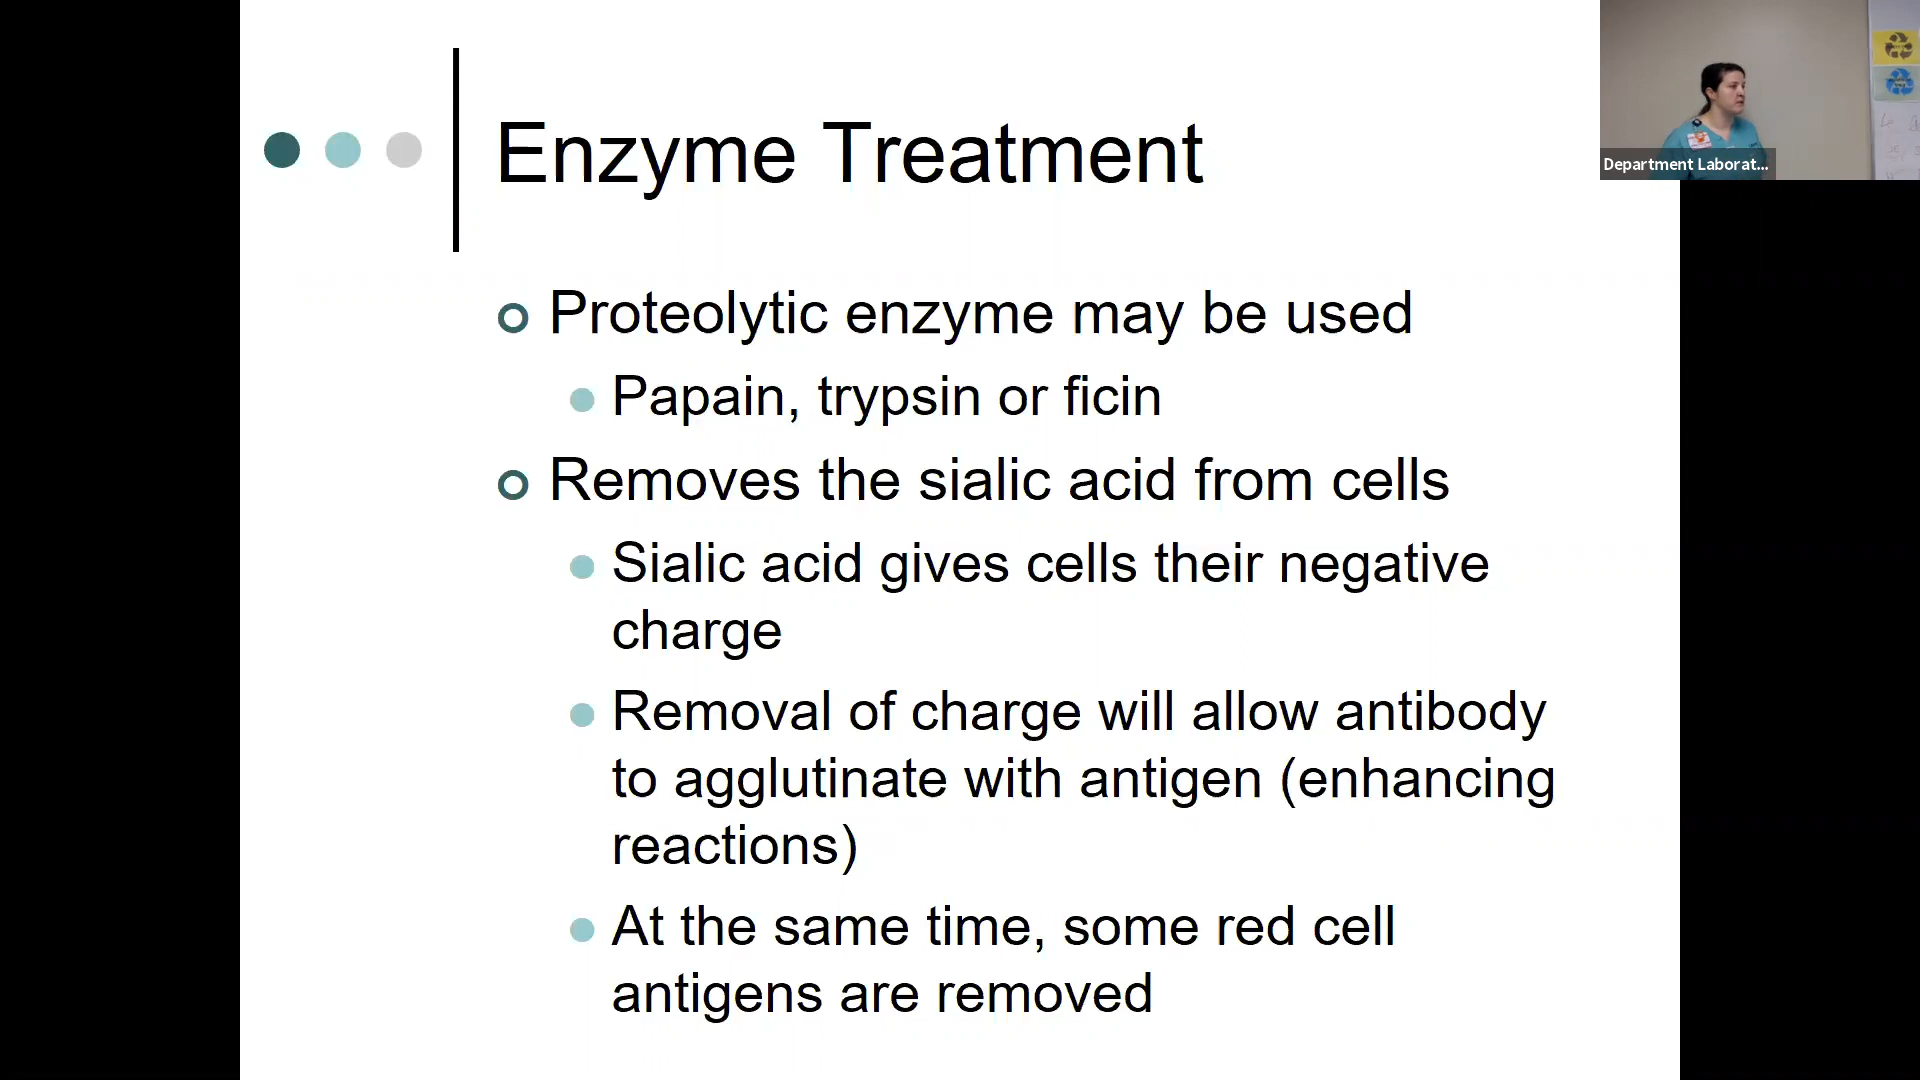 Enzyme Treatment
Proteolytic enzyme may be used
Papain, trypsin or ficin
Removes the sialic acid from cells
Sialic acid gives cells their negative
charge
Removal of charge will allow antibody
to agglutinate with antigen (enhancing
reactions)
At the same time, some red cell
antigens are removed
Department Laborat...